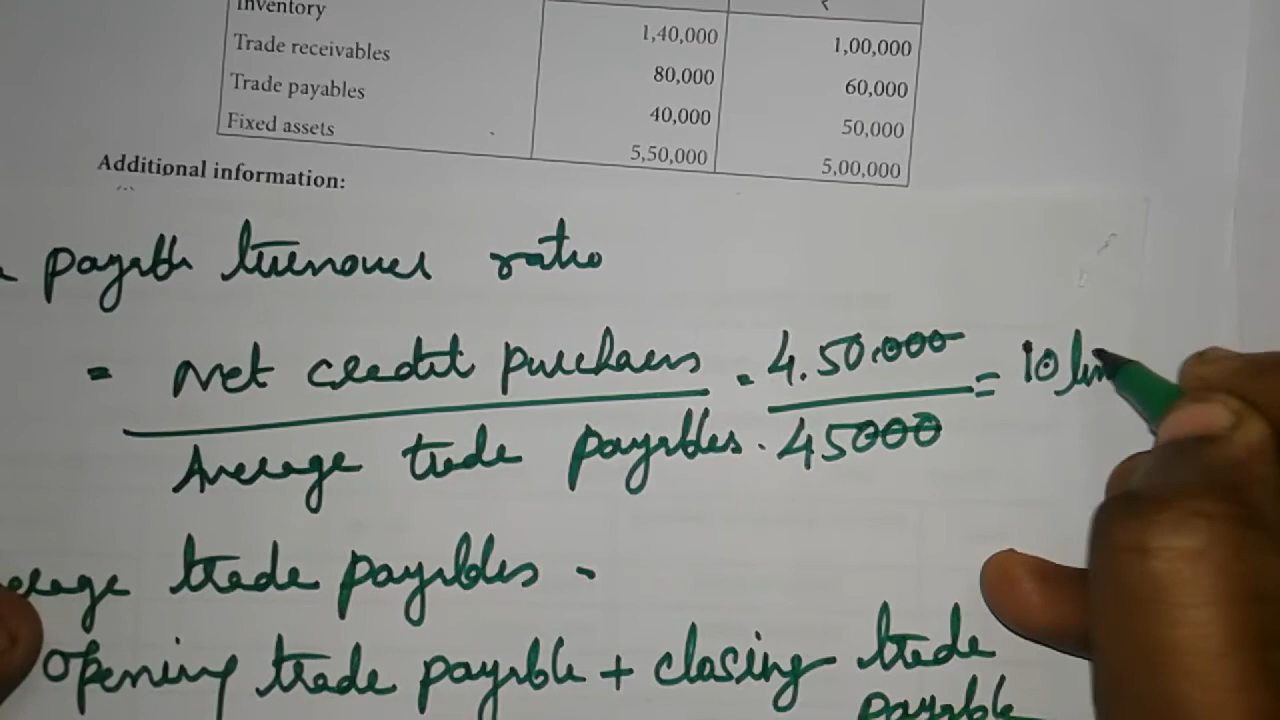 Inventory 1,40,000 1,00,000
Trade receivables 80,000 60,000
Trade payables 40,000 50,000
Fixed assets 5,50,000 5,00,000
Additional information:
payable turnover ratio
= Net credit purchases = 4.50.000 = 10
Average trade payables. 45000
trade payables -
Opening trade payable + closing trade
payable